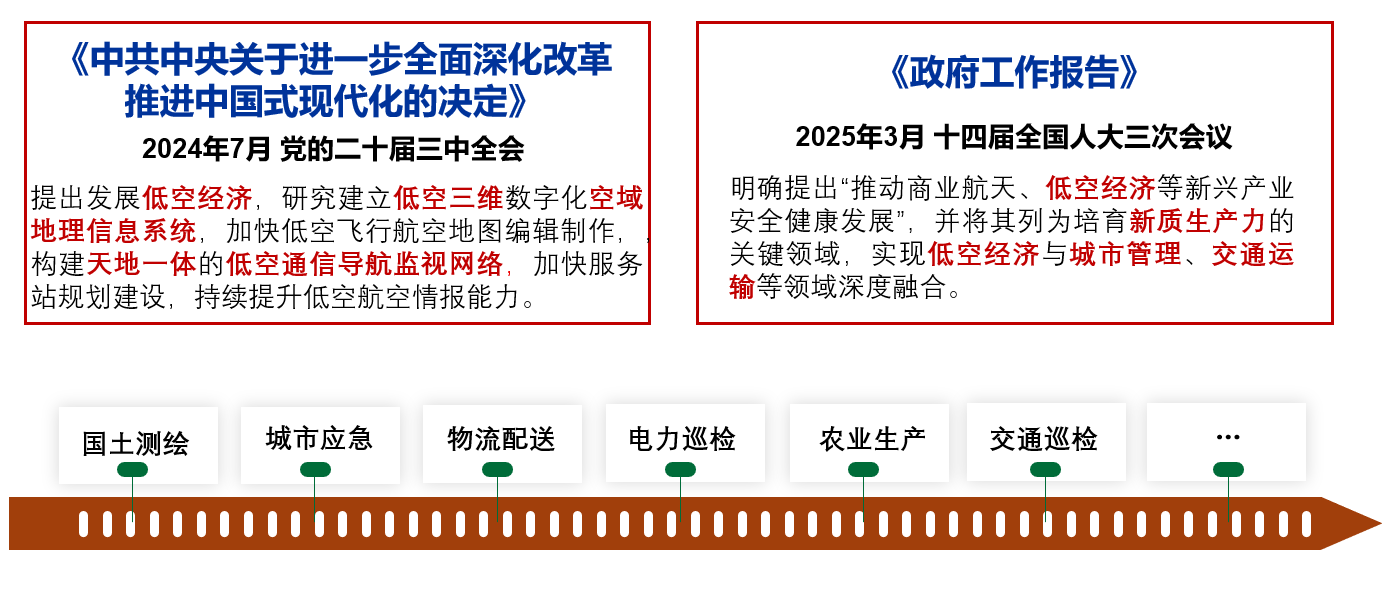 《中共中央关于进一步全面深化改革
推进中国式现代化的决定》
2024年7月 党的二十届三中全会
提出发展低空经济，研究建立低空三维数字化空域
地理信息系统，加快低空飞行航空地图编辑制作，，
构建天地一体的低空通信导航监视网络，加快服务
站规划建设，持续提升低空航空情报能力。
《政府工作报告》
2025年3月 十四届全国人大三次会议
明确提出“推动商业航天、低空经济等新兴产业
安全健康发展”，并将其列为培育新质生产力的
关键领域，实现低空经济与城市管理、交通运
输等领域深度融合。
国土测绘
城市应急
物流配送
电力巡检
农业生产
交通巡检
…